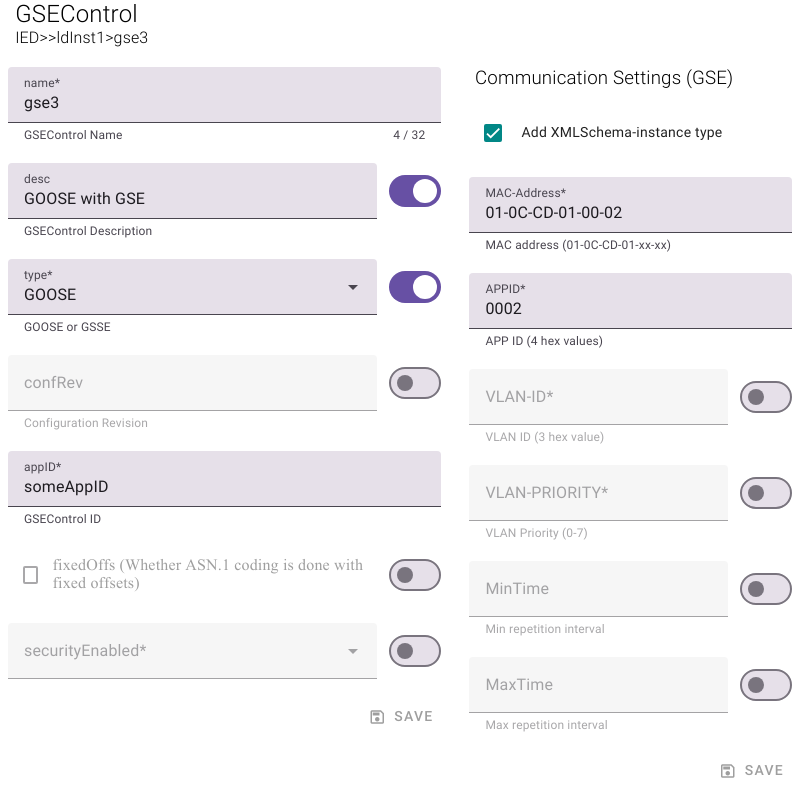 GSEControl
IED>>ldInst1>gse3
name*
gse3
GSEControl Name
4 / 32
desc
GOOSE with GSE
GSEControl Description
type*
GOOSE
GOOSE or GSSE
confRev
Configuration Revision
appID*
someAppID
GSEControl ID
fixedOffs (Whether ASN.1 coding is done with
fixed offsets)
securityEnabled*
SAVE
Communication Settings (GSE)
Add XMLSchema-instance type
MAC-Address*
01-0C-CD-01-00-02
MAC address (01-0C-CD-01-xx-xx)
APPID*
0002
APP ID (4 hex values)
VLAN-ID*
VLAN ID (3 hex value)
VLAN-PRIORITY*
VLAN Priority (0-7)
MinTime
Min repetition interval
MaxTime
Max repetition interval
SAVE